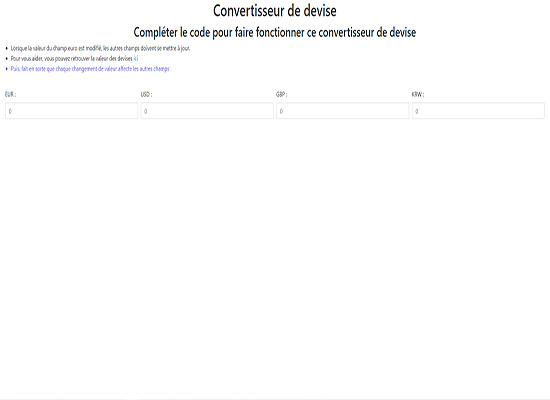 Convertisseur de devise
Compléter le code pour faire fonctionner ce convertisseur de devise
Lorsque la valeur du champ euro est modifié, les autres champs doivent se mettre à jour.
Pour vous aider, vous pouvez retrouver la valeur des devises ici
Puis, fait en sorte que chaque changement de valeur affecte les autres champs
EUR : USD : GBP : KRW :
0 0 0 0